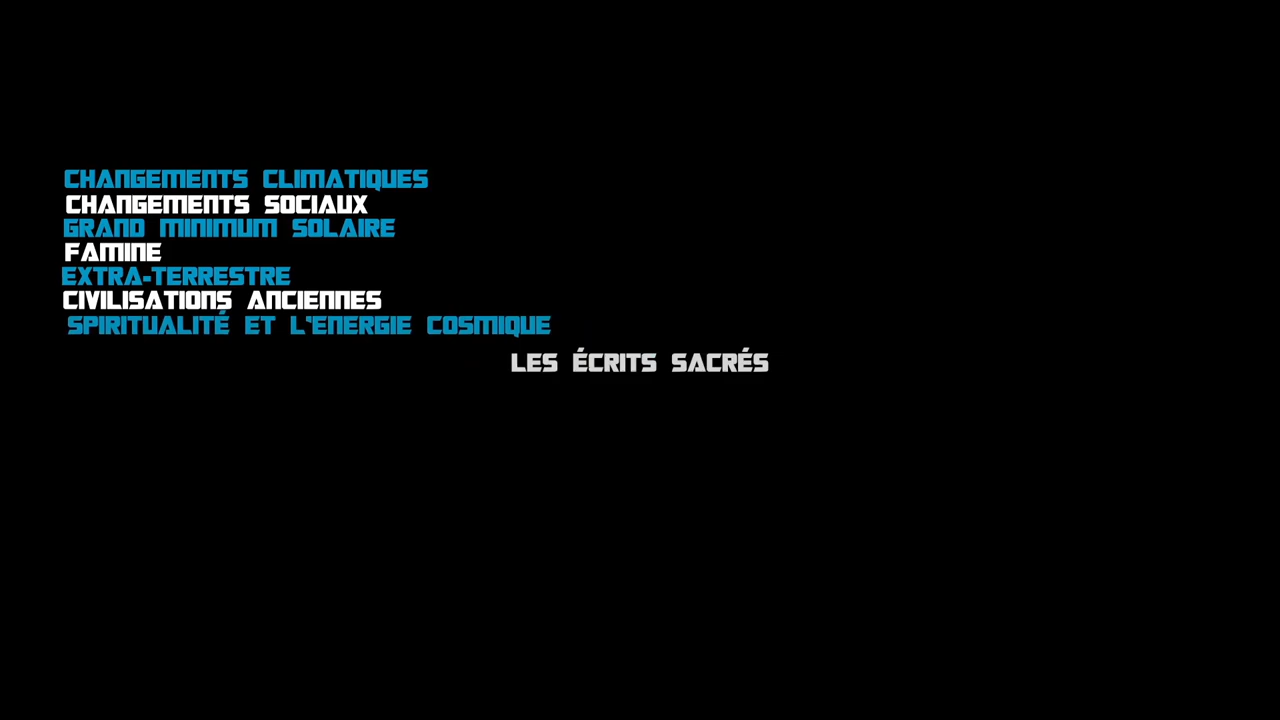 CHANGEMENTS CLIMATIQUES
CHANGEMENTS SOCIAUX
GRAND MINIMUM SOLAIRE
FAMINE
EXTRA-TERRESTRE
CIVILISATIONS ANCIENNES
SPIRITUALITÉ ET L'ENERGIE COSMIQUE
LES ÉCRITS SACRÉS